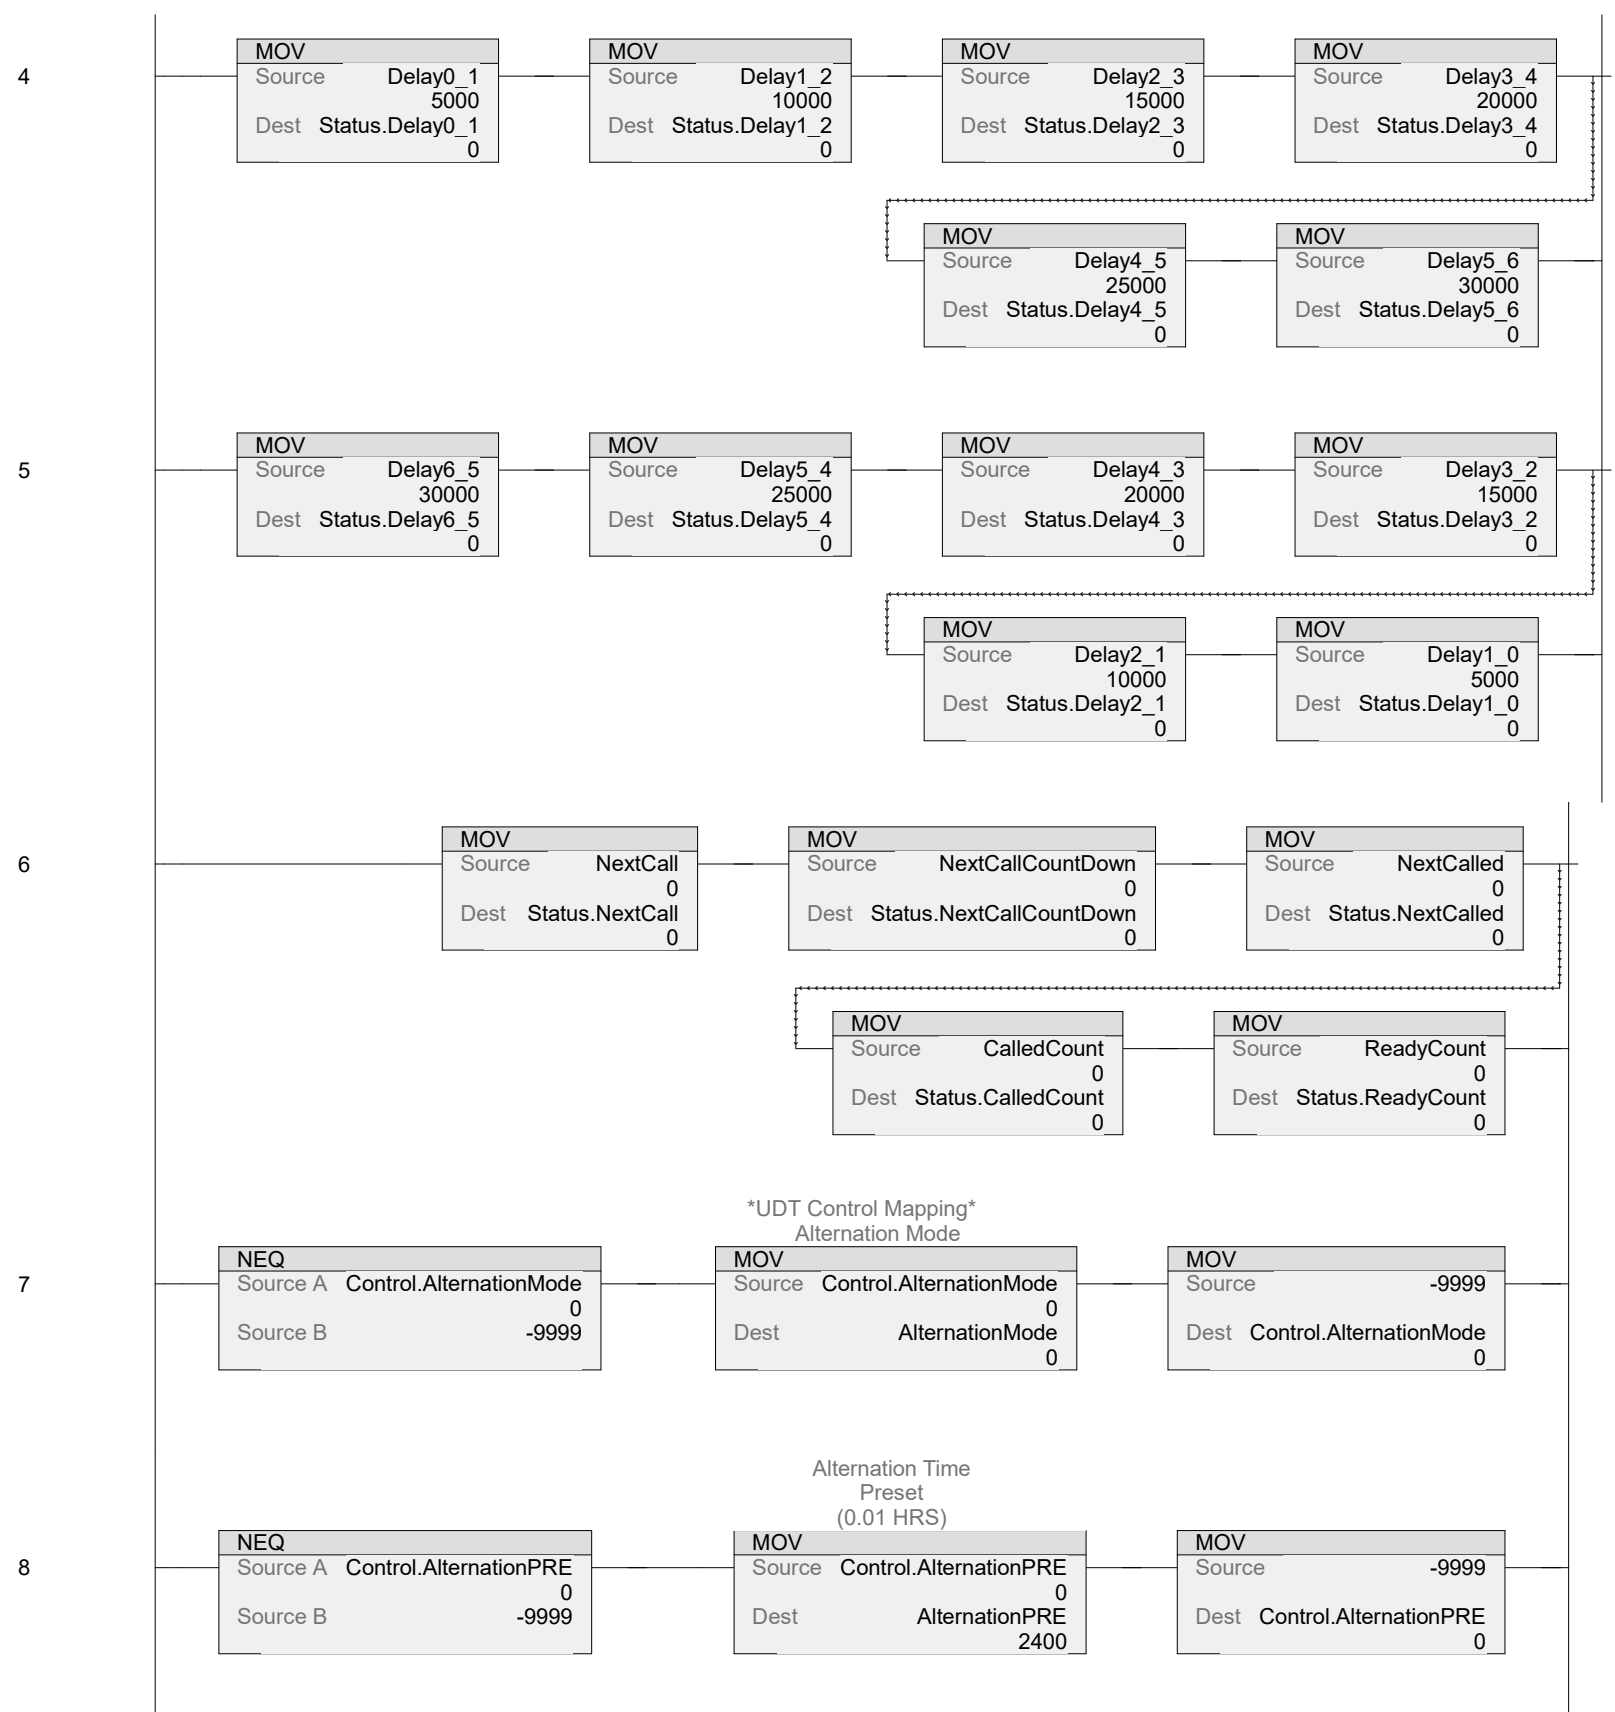 4
MOV
Source Delay0_1
5000
Dest Status.Delay0_1
0
MOV
Source Delay1_2
10000
Dest Status.Delay1_2
0
MOV
Source Delay2_3
15000
Dest Status.Delay2_3
0
MOV
Source Delay3_4
20000
Dest Status.Delay3_4
0
MOV
Source Delay4_5
25000
Dest Status.Delay4_5
0
MOV
Source Delay5_6
30000
Dest Status.Delay5_6
0
5
MOV
Source Delay6_5
30000
Dest Status.Delay6_5
0
MOV
Source Delay5_4
25000
Dest Status.Delay5_4
0
MOV
Source Delay4_3
20000
Dest Status.Delay4_3
0
MOV
Source Delay3_2
15000
Dest Status.Delay3_2
0
MOV
Source Delay2_1
10000
Dest Status.Delay2_1
0
MOV
Source Delay1_0
5000
Dest Status.Delay1_0
0
6
MOV
Source NextCall
0
Dest Status.NextCall
0
MOV
Source NextCallCountDown
0
Dest Status.NextCallCountDown
0
MOV
Source NextCalled
0
Dest Status.NextCalled
0
MOV
Source CalledCount
0
Dest Status.CalledCount
0
MOV
Source ReadyCount
0
Dest Status.ReadyCount
0
7
NEQ
Source A Control.AlternationMode
0
Source B -9999
*UDT Control Mapping*
Alternation Mode
MOV
Source Control.AlternationMode
0
Dest AlternationMode
0
MOV
Source -9999
Dest Control.AlternationMode
0
8
NEQ
Source A Control.AlternationPRE
0
Source B -9999
Alternation Time
Preset
(0.01 HRS)
MOV
Source Control.AlternationPRE
0
Dest AlternationPRE
2400
MOV
Source -9999
Dest Control.AlternationPRE
0